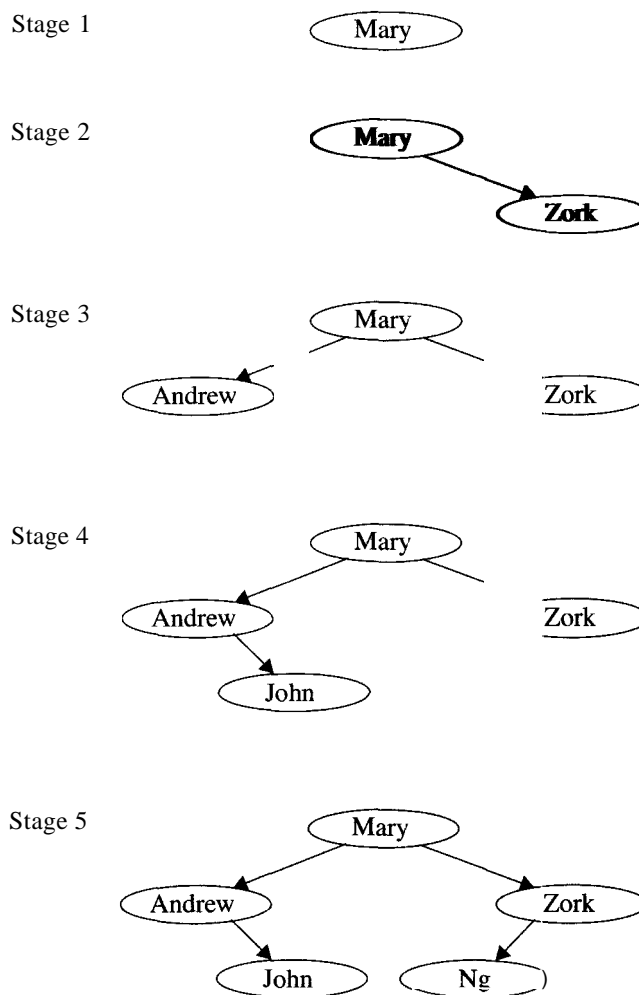 Stage 1
Mary
Stage 2
Mary
Zork
Stage 3
Mary
Andrew
Zork
Stage 4
Mary
Andrew
Zork
John
Stage 5
Mary
Andrew
Zork
John
Ng